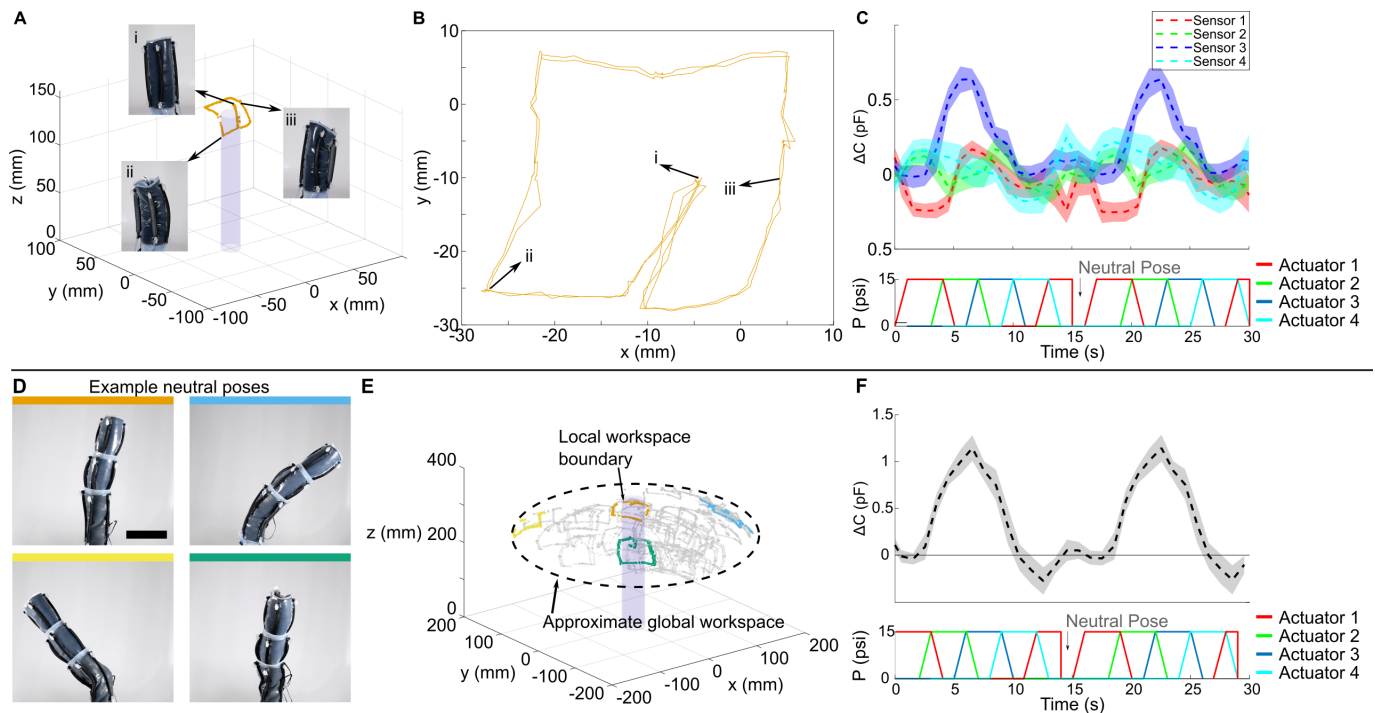 A
i
iii
ii
150
100
50
0
z (mm)
100
50
0
-50
-100
y (mm)
-100
-50
0
50
x (mm)
B
10
0
-10
-20
-30
y (mm)
i
iii
ii
-30
-20
-10
0
10
x (mm)
C
Sensor 1
Sensor 2
Sensor 3
Sensor 4
0.5
0
0.5
ΔC (pF)
Neutral Pose
15
0
P (psi)
0
5
10
15
20
25
30
Time (s)
Actuator 1
Actuator 2
Actuator 3
Actuator 4
D
Example neutral poses
E
Local workspace
boundary
400
300
200
100
0
z (mm)
Approximate global workspace
200
100
0
-100
-200
y (mm)
-200
-100
0
100
200
x (mm)
F
1.5
1
0.5
0
ΔC (pF)
Neutral Pose
15
0
P (psi)
0
5
10
15
20
25
30
Time (s)
Actuator 1
Actuator 2
Actuator 3
Actuator 4